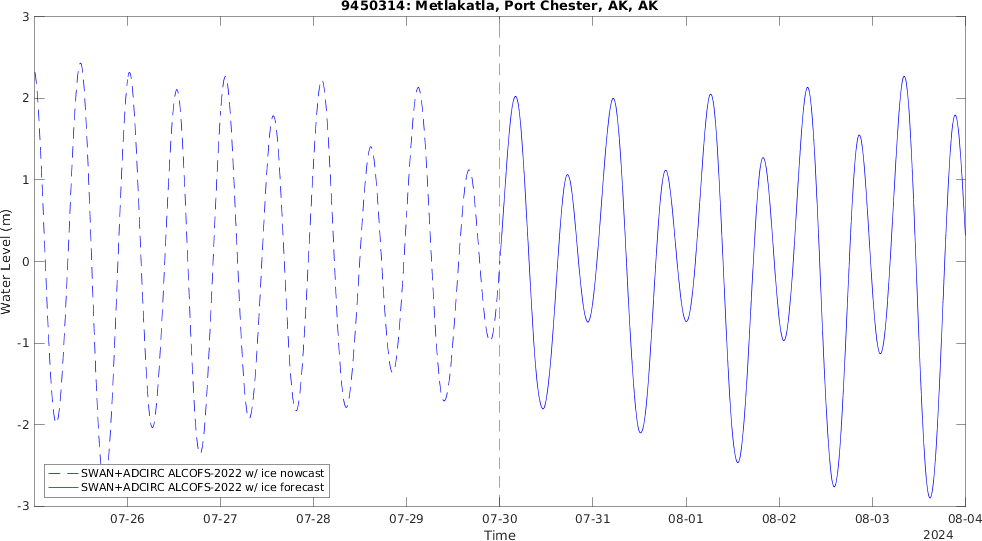 9450314: Metlakatla, Port Chester, AK, AK
3
2
1
0
-1
-2
-3
Water Level (m)
SWAN+ADCIRC ALCOFS-2022 w/ ice nowcast
SWAN+ADCIRC ALCOFS-2022 w/ ice forecast
07-26 07-27 07-28 07-29 07-30 07-31 08-01 08-02 08-03 08-04
Time
2024